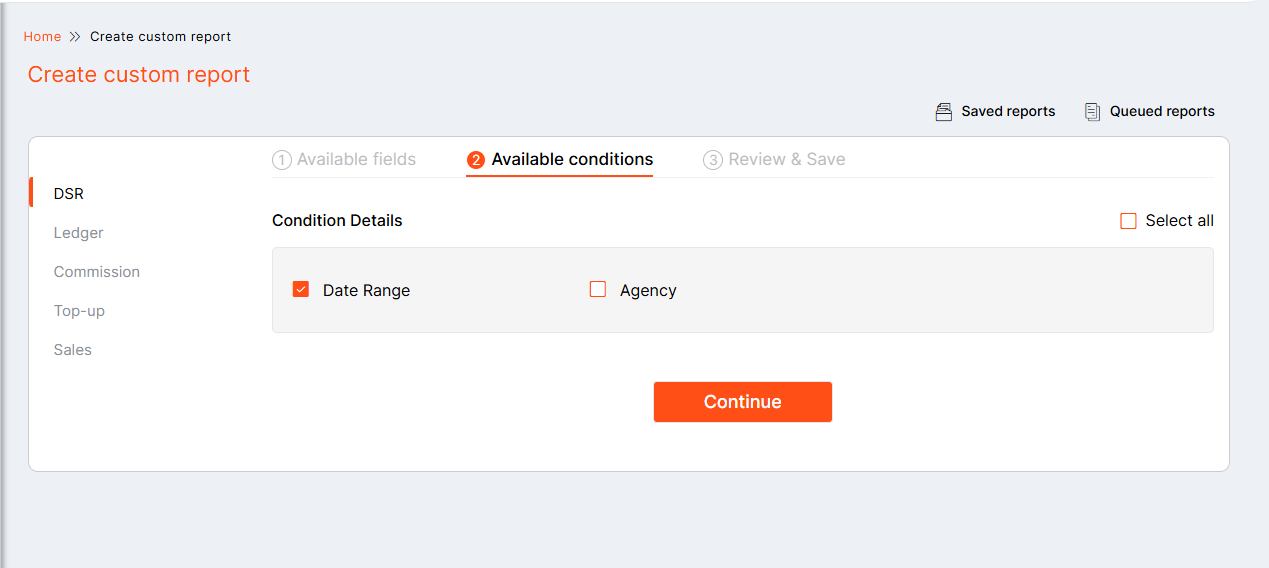 Home >> Create custom report
Create custom report
Saved reports Queued reports
1 Available fields 2 Available conditions 3 Review & Save
DSR
Ledger
Commission
Top-up
Sales
Condition Details Select all
Date Range Agency
Continue